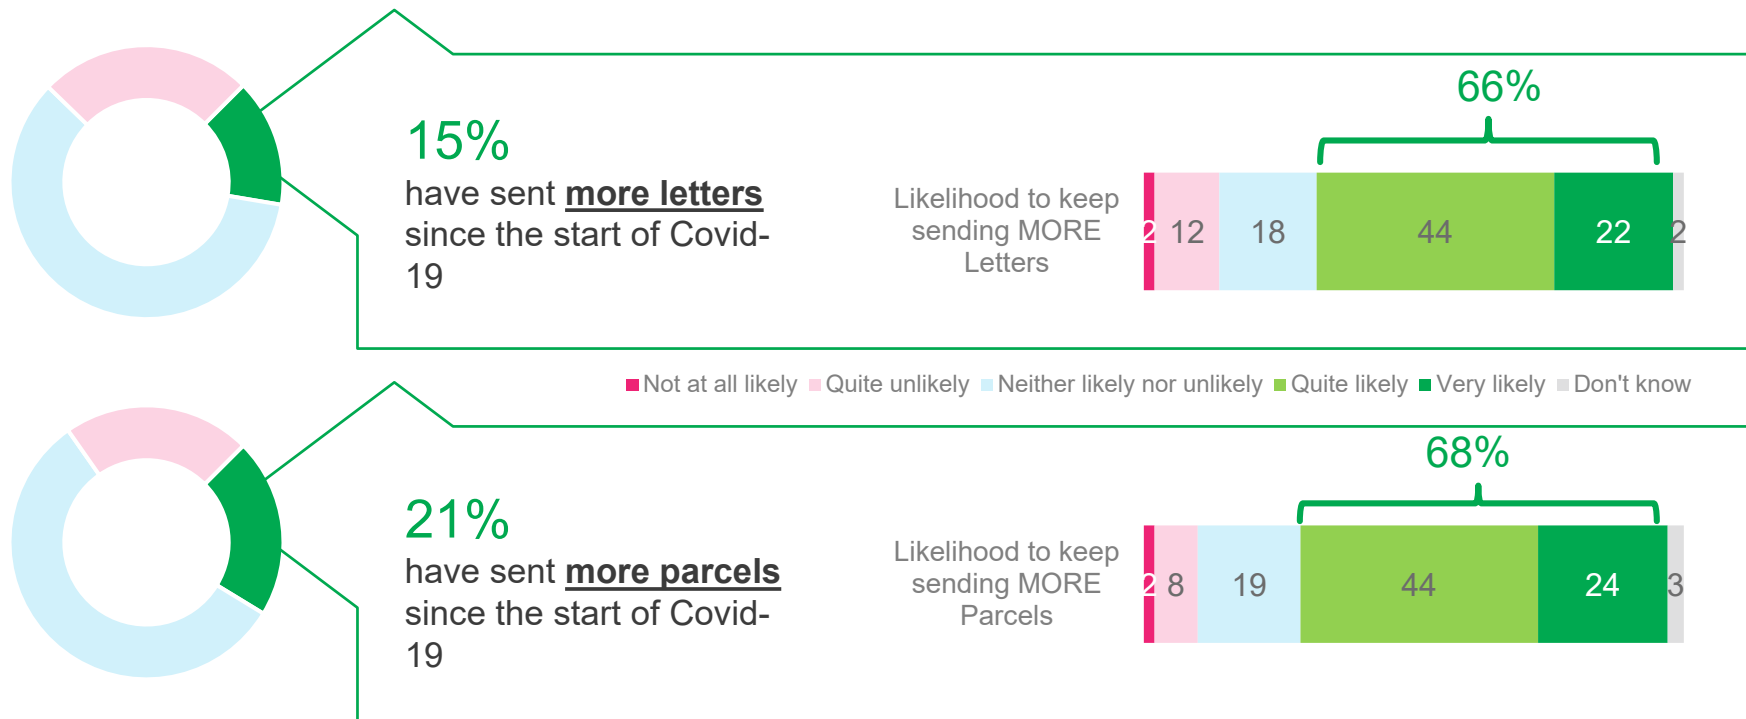 66%
15%
have sent more letters
since the start of Covid-
19
Likelihood to keep
sending MORE
Letters
2 12 18 44 22 2
Not at all likely Quite unlikely Neither likely nor unlikely Quite likely Very likely Don't know
68%
21%
have sent more parcels
since the start of Covid-
19
Likelihood to keep
sending MORE
Parcels
2 8 19 44 24 3